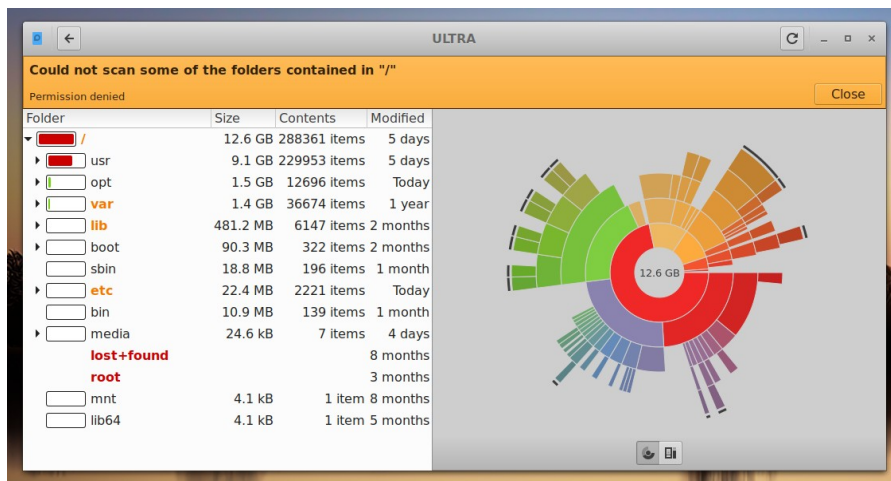 ULTRA
Could not scan some of the folders contained in "/"
Permission denied
Close
Folder Size Contents Modified
/ 12.6 GB 288361 items 5 days
usr 9.1 GB 229953 items 5 days
opt 1.5 GB 12696 items Today
var 1.4 GB 36674 items 1 year
lib 481.2 MB 6147 items 2 months
boot 90.3 MB 322 items 2 months
sbin 18.8 MB 196 items 1 month
etc 22.4 MB 2221 items Today
bin 10.9 MB 139 items 1 month
media 24.6 kB 7 items 4 days
lost+found 8 months
root 3 months
mnt 4.1 kB 1 item 8 months
lib64 4.1 kB 1 item 5 months
12.6 GB